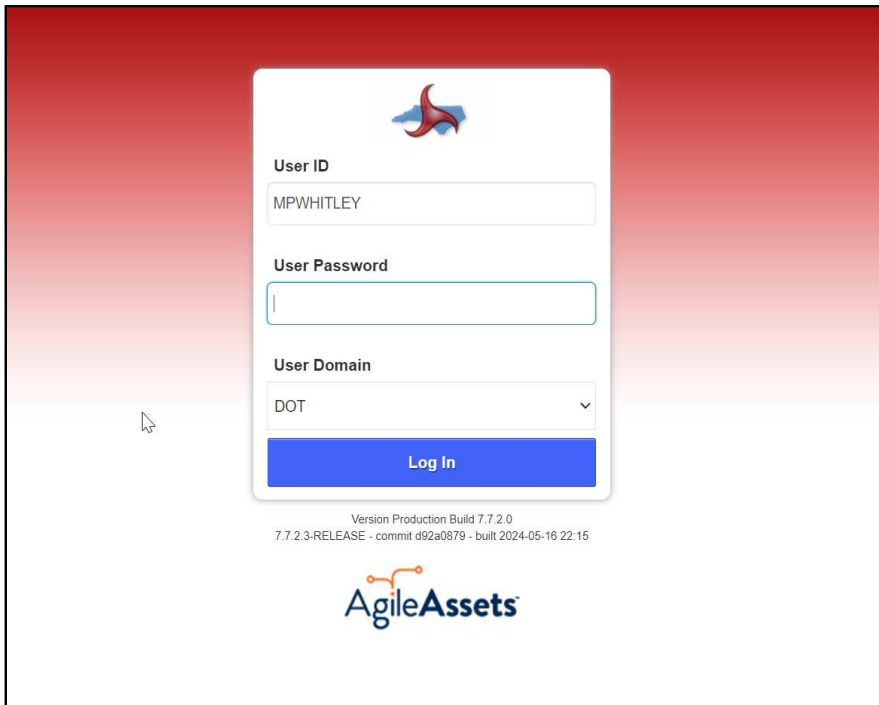 User ID
MPWHITLEY
User Password
User Domain
DOT
Log In
Version Production Build 7.7.2.0
7.7.2.3-RELEASE - commit d92a0879 - built 2024-05-16 22:15
AgileAssets™